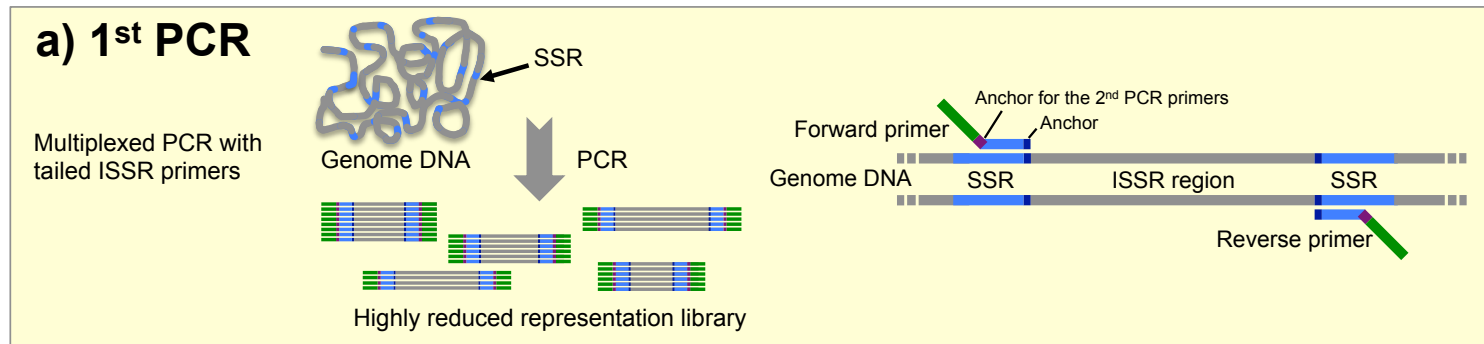 a) 1st PCR
Multiplexed PCR with
tailed ISSR primers
SSR
Genome DNA
PCR
Highly reduced representation library
Anchor for the 2nd PCR primers
Forward primer
Anchor
Genome DNA
SSR
ISSR region
SSR
Reverse primer